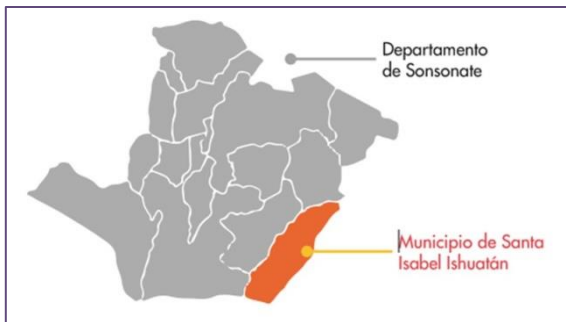 Departamento
de Sonsonate
Municipio de Santa
Isabel Ishuatán